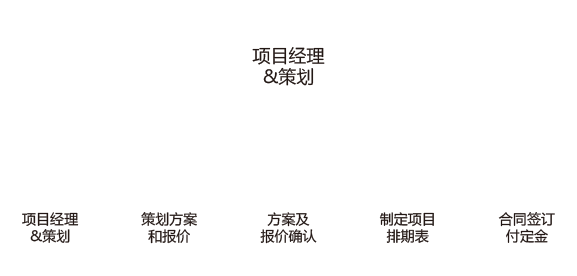 项目经理
&策划
项目经理
&策划
策划方案
和报价
方案及
报价确认
制定项目
排期表
合同签订
付定金